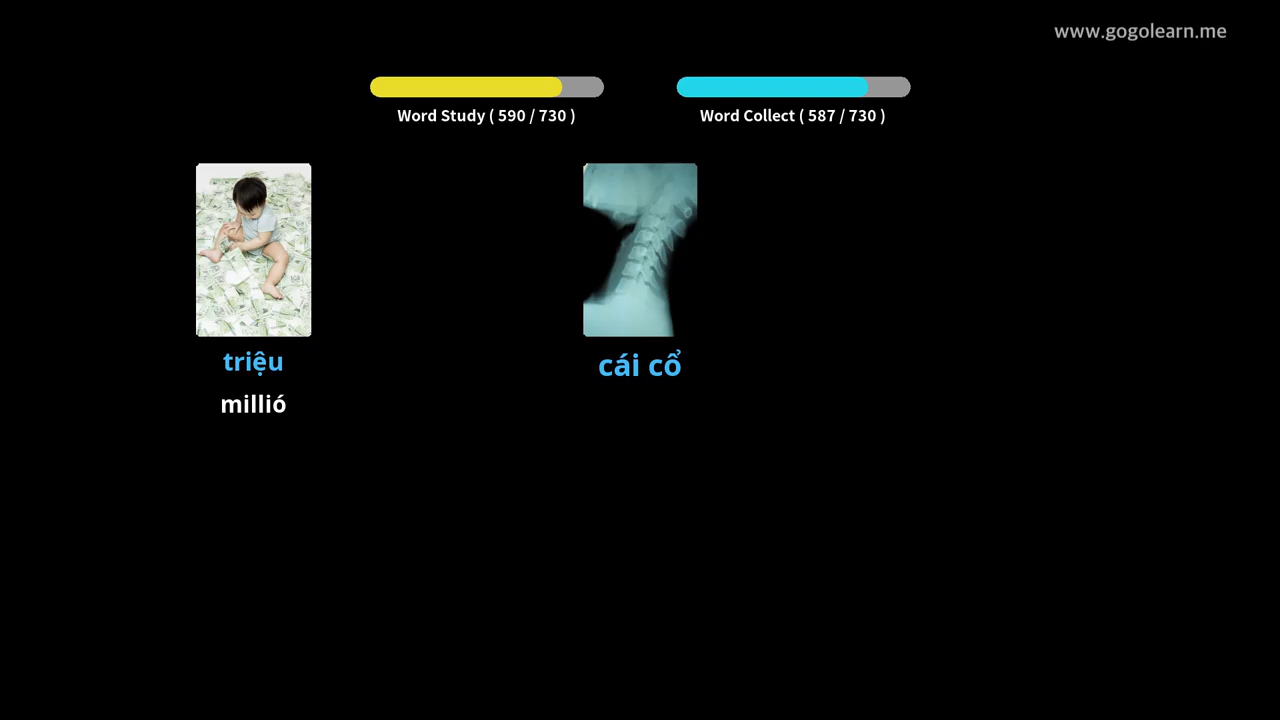 www.gogolearn.me
Word Study ( 590 / 730 )
Word Collect ( 587 / 730 )
triệu
millió
cái cổ